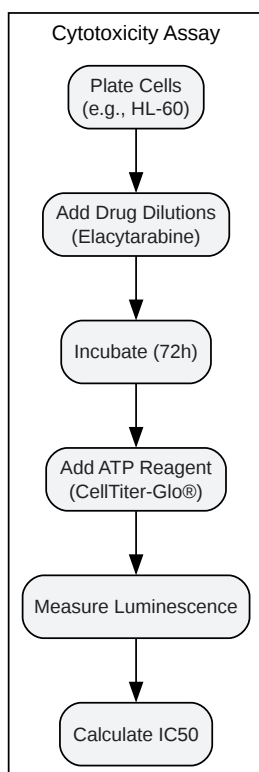 Cytotoxicity Assay
Plate Cells
(e.g., HL-60)
Add Drug Dilutions
(Elacytarabine)
Incubate (72h)
Add ATP Reagent
(CellTiter-Glo®)
Measure Luminescence
Calculate IC50